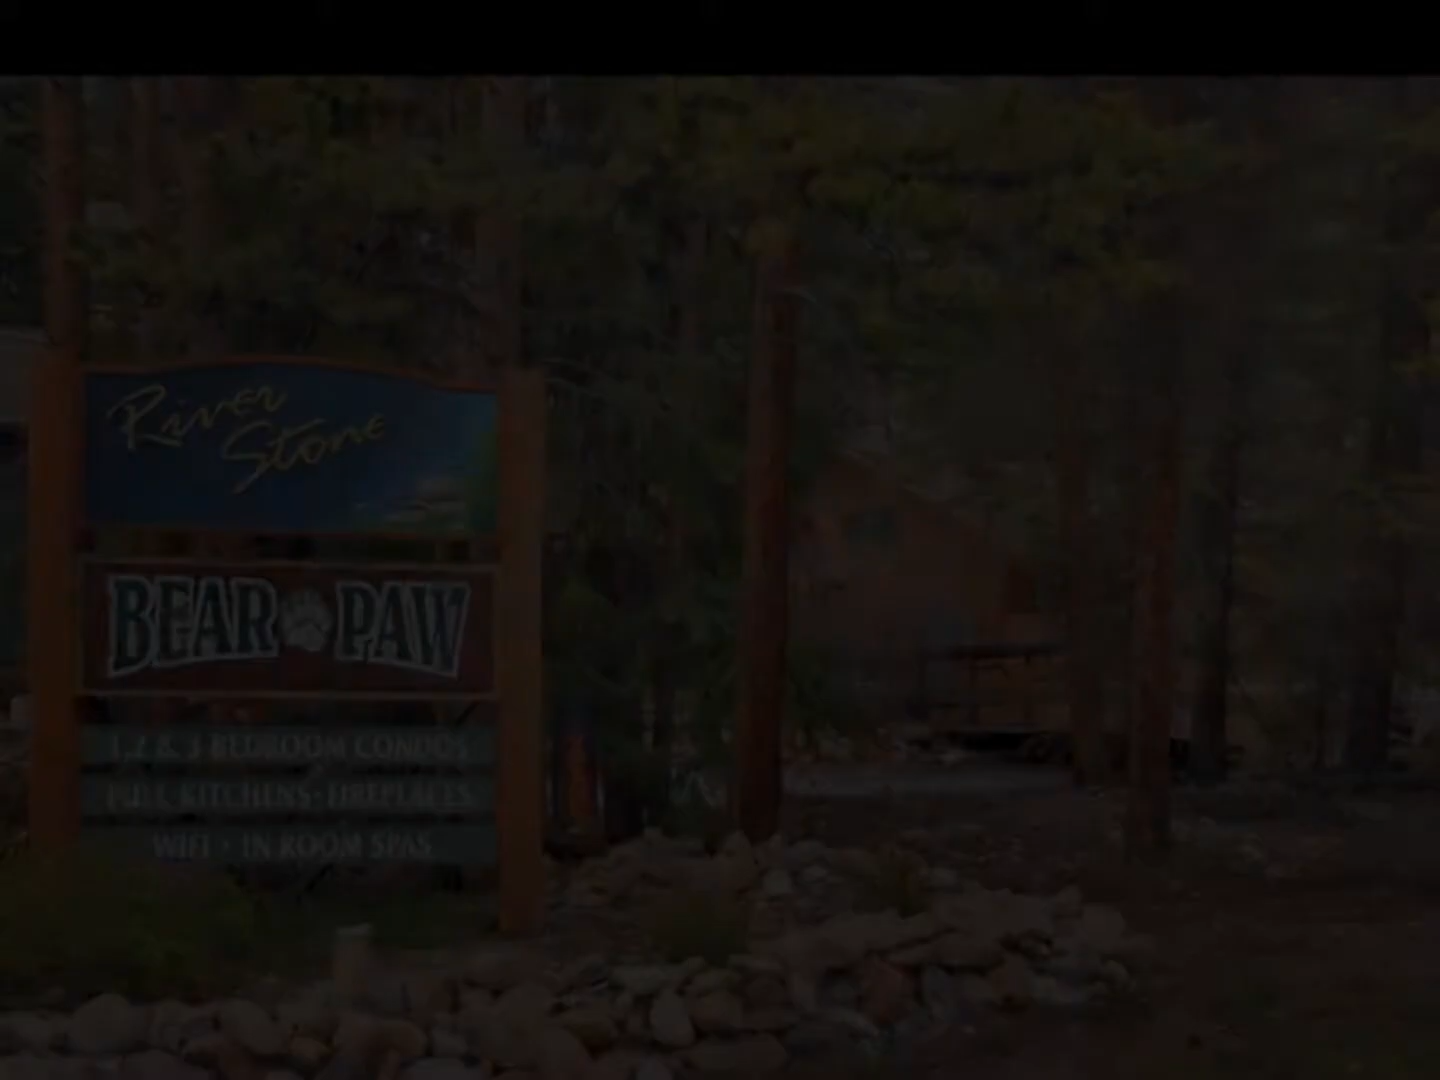 River
Stone
BEAR PAW
1, 2 & 3 BEDROOM CONDOS
FULL KITCHENS · FIREPLACES
WIFI · IN ROOM SPAS